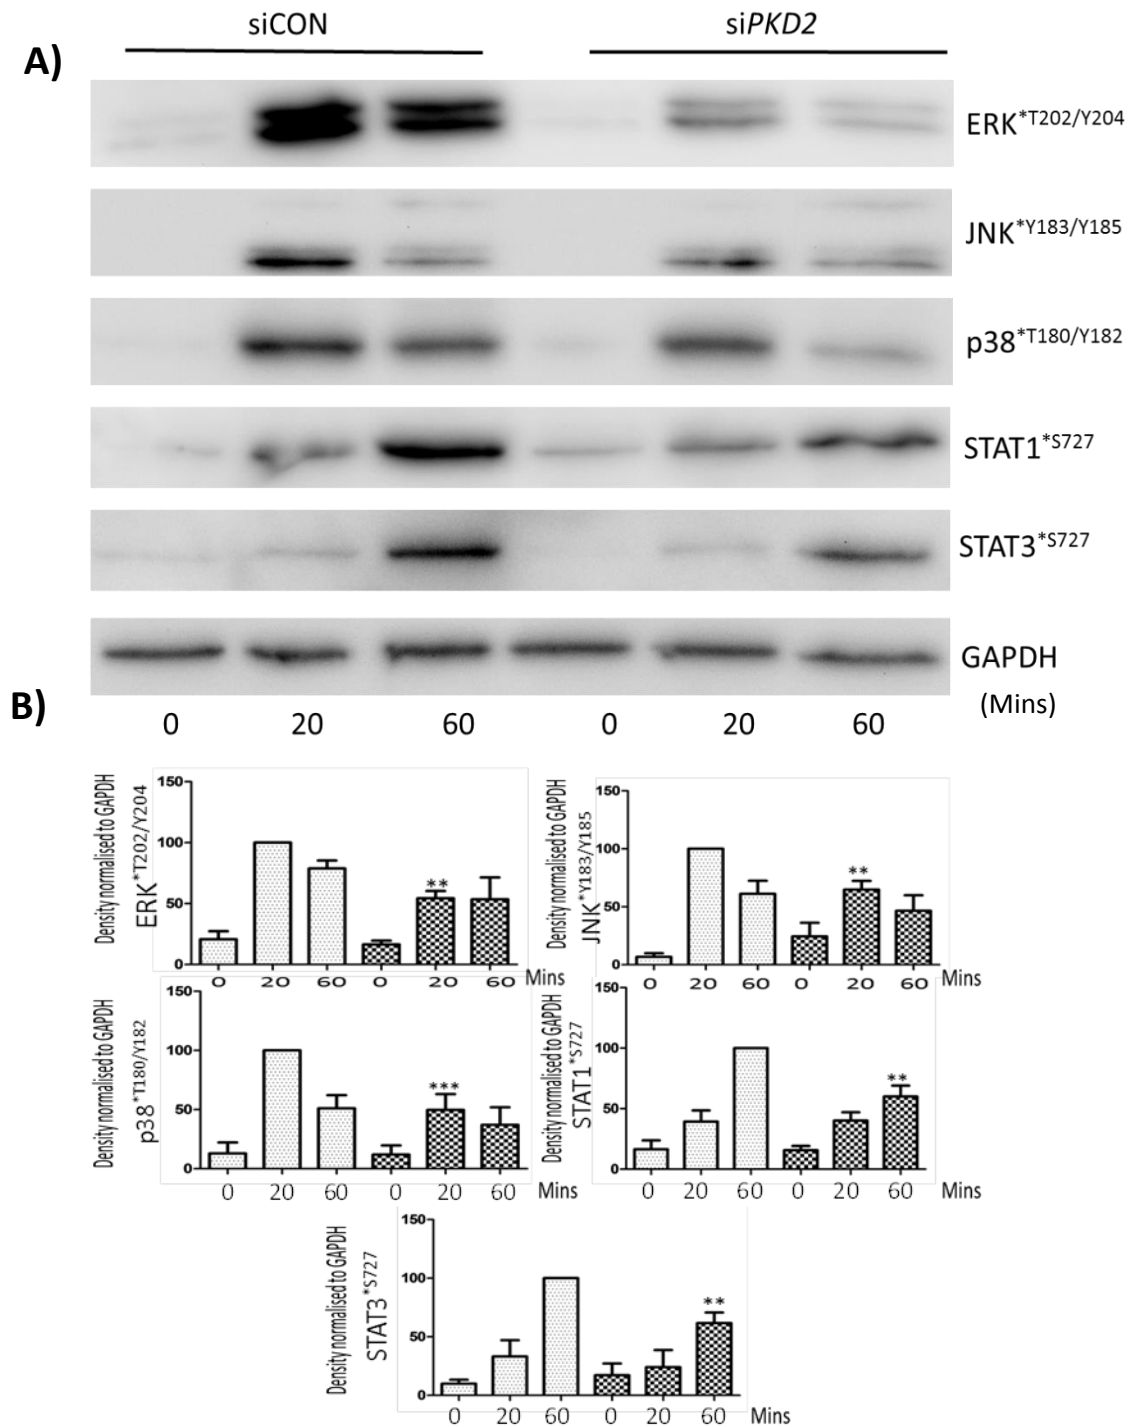 siCON siPKD2
A)
ERK*T202/Y204
JNK*Y183/Y185
p38*T180/Y182
STAT1*S727
STAT3*S727
GAPDH
B)
(Mins)
0 20 60 0 20 60
Density normalised to GAPDH
ERK*T202/Y204
150
100
50
0
**
0 20 60 0 20 60 Mins
Density normalised to GAPDH
JNK*Y183/Y185
150
100
50
0
**
0 20 60 0 20 60 Mins
Density normalised to GAPDH
p38*T180/Y182
150
100
50
0
***
0 20 60 0 20 60 Mins
Density normalised to GAPDH
STAT1*S727
150
100
50
0
**
0 20 60 0 20 60 Mins
Density normalised to GAPDH
STAT3*S727
150
100
50
0
**
0 20 60 0 20 60 Mins